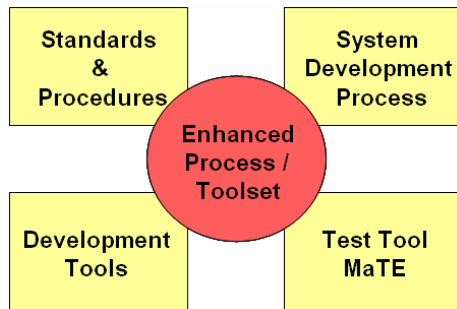 Standards
&
Procedures
System
Development
Process
Enhanced
Process /
Toolset
Development
Tools
Test Tool
MaTE